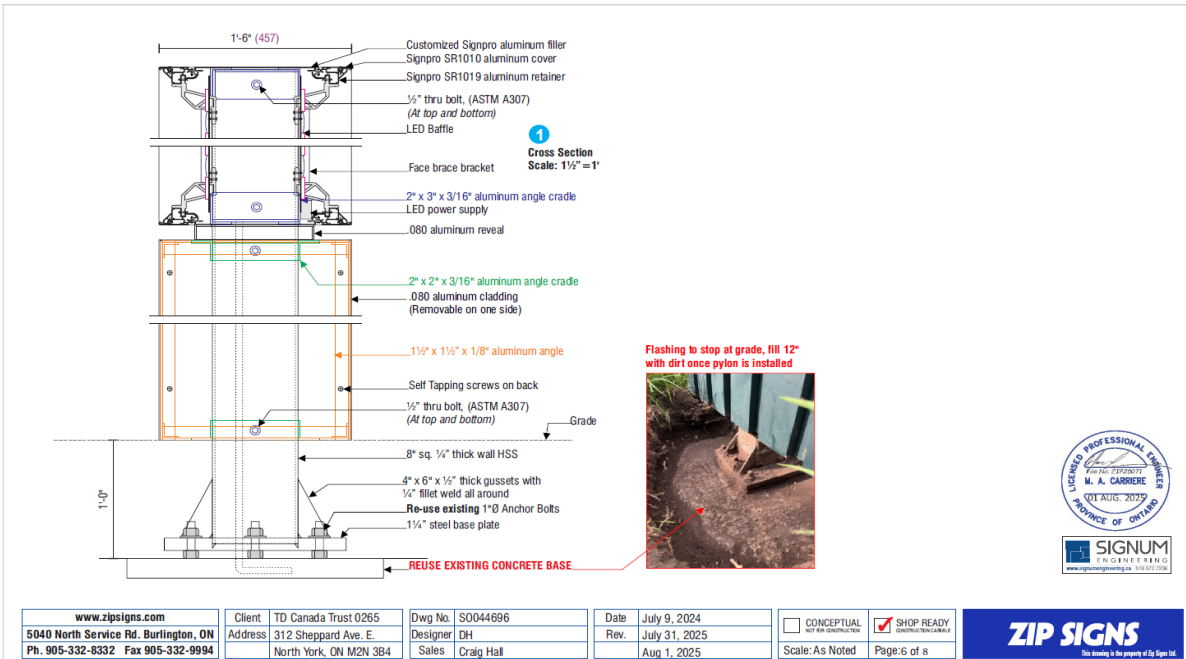 1'-6" (457)
Customized Signpro aluminum filler
Signpro SR1010 aluminum cover
Signpro SR1019 aluminum retainer
½" thru bolt, (ASTM A307)
(At top and bottom)
LED Baffle
1
Cross Section
Scale: 1½" = 1'
Face brace bracket
2" x 3" x 3/16" aluminum angle cradle
LED power supply
.080 aluminum reveal
2" x 2" x 3/16" aluminum angle cradle
.080 aluminum cladding
(Removable on one side)
1½" x 1½" x 1/8" aluminum angle
Self Tapping screws on back
½" thru bolt, (ASTM A307)
(At top and bottom)
Grade
8" sq. ¼" thick wall HSS
4" x 6" x ½" thick gussets with
¼" fillet weld all around
Re-use existing 1"Ø Anchor Bolts
1¼" steel base plate
1'-0"
REUSE EXISTING CONCRETE BASE
Flashing to stop at grade, fill 12"
with dirt once pylon is installed
LICENSED PROFESSIONAL ENGINEER
File No: ZIP25071
M. A. CARRIERE
01 AUG. 2025
PROVINCE OF ONTARIO
SIGNUM
ENGINEERING
www.signumengineering.ca
www.zipsigns.com
5040 North Service Rd. Burlington, ON
Ph. 905-332-8332 Fax 905-332-9994
Client TD Canada Trust 0265
Address 312 Sheppard Ave. E.
North York, ON M2N 3B4
Dwg No. SO044696
Designer DH
Sales Craig Hall
Date July 9, 2024
Rev. July 31, 2025
Aug 1, 2025
CONCEPTUAL
NOT FOR CONSTRUCTION
SHOP READY
CONSTRUCTION CAPABLE
Scale: As Noted
Page: 6 of 8
ZIP SIGNS
This drawing is the property of Zip Signs Ltd.